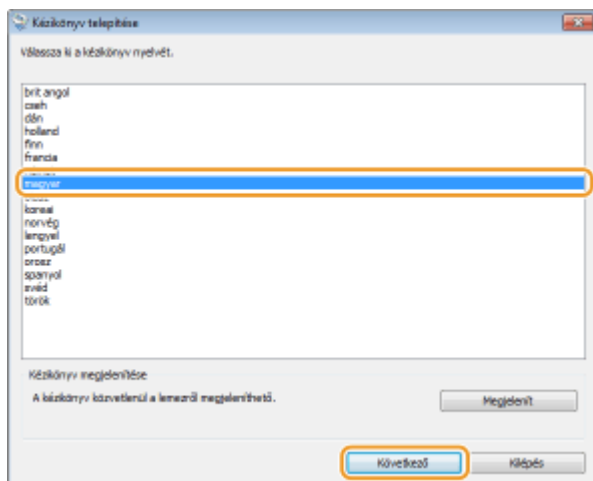 Kézikönyv telepítése
Válassza ki a kézikönyv nyelvét.
brit angol
cseh
dán
holland
finn
francia
magyar
koreai
norvég
lengyel
portugál
orosz
spanyol
svéd
török
Kézikönyv megjelenítése
A kézikönyv közvetlenül a lemezről megjeleníthető.
Megjelenít
Következő
Kilépés